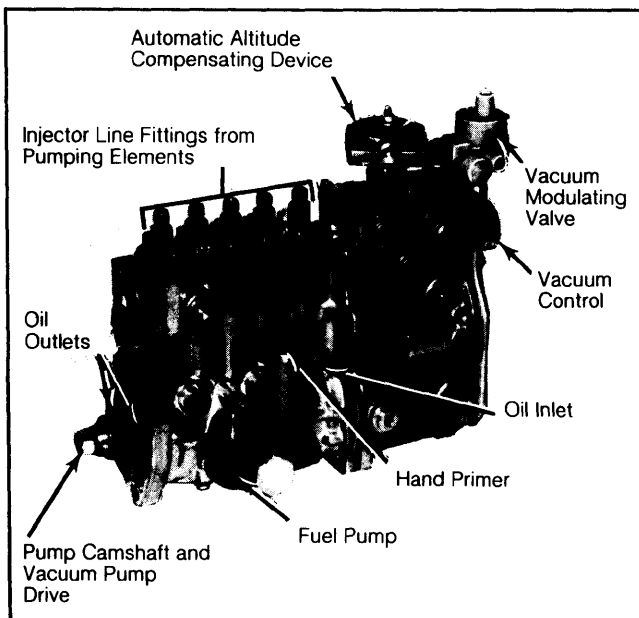 Automatic Altitude
Compensating Device
Injector Line Fittings from
Pumping Elements
Vacuum
Modulating
Valve
Vacuum
Control
Oil
Outlets
Oil Inlet
Hand Primer
Fuel Pump
Pump Camshaft and
Vacuum Pump
Drive